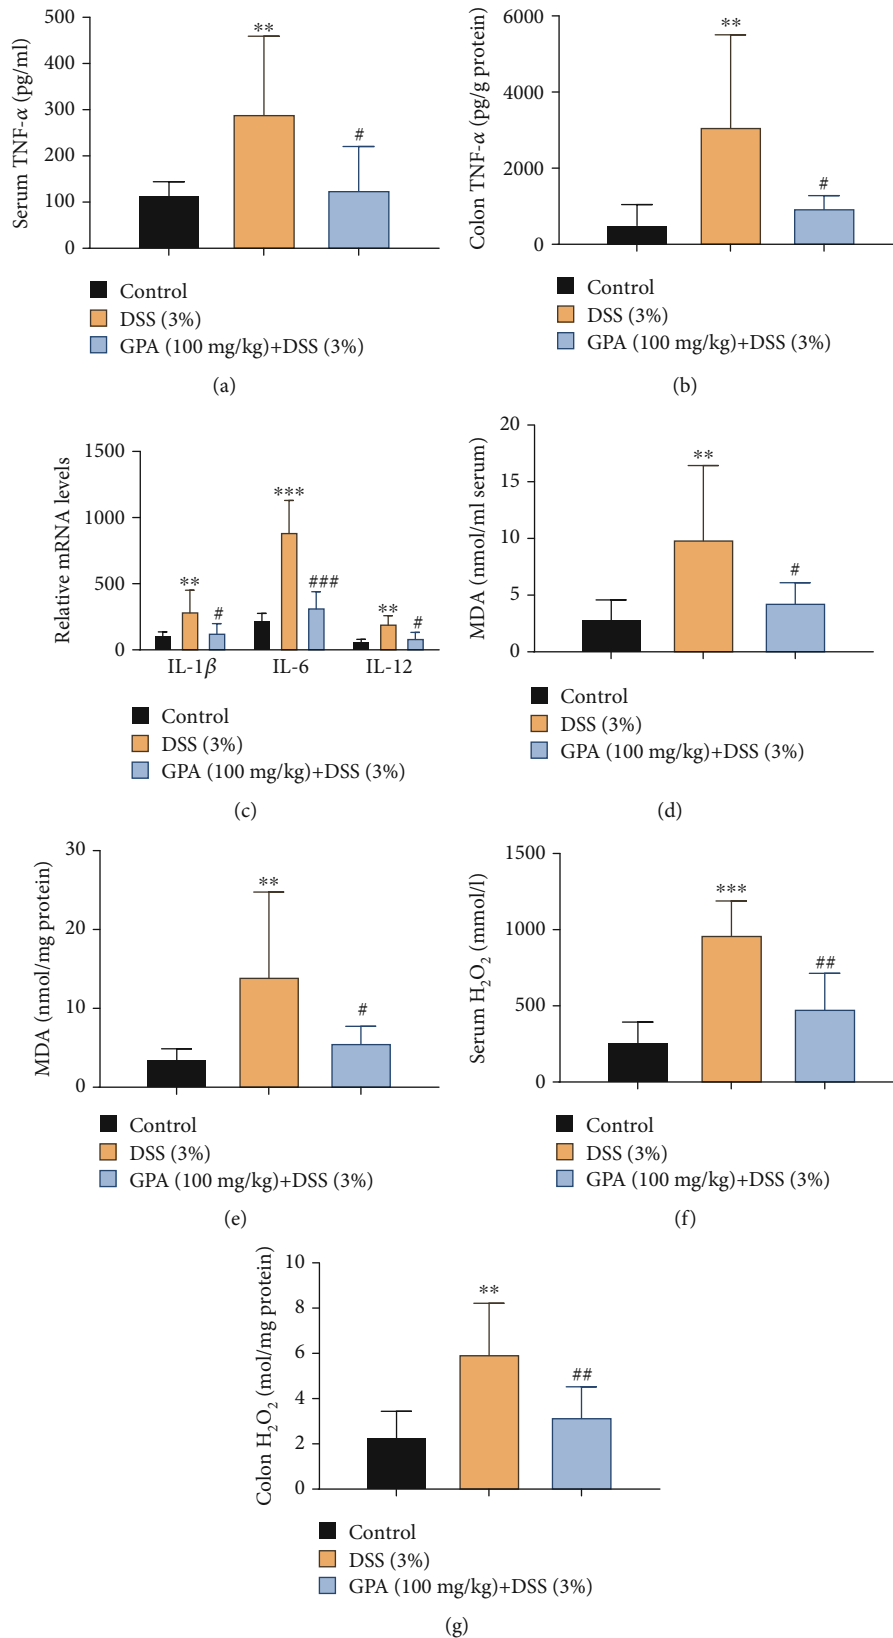 Serum TNF-α (pg/ml)
500
400
300
200
100
0
**
#
Control
DSS (3%)
GPA (100 mg/kg)+DSS (3%)
(a)
Colon TNF-α (pg/g protein)
6000
4000
2000
0
**
#
Control
DSS (3%)
GPA (100 mg/kg)+DSS (3%)
(b)
Relative mRNA levels
1500
1000
500
0
**
#
***
###
**
#
IL-1β IL-6 IL-12
Control
DSS (3%)
GPA (100 mg/kg)+DSS (3%)
(c)
MDA (nmol/ml serum)
20
15
10
5
0
**
#
Control
DSS (3%)
GPA (100 mg/kg)+DSS (3%)
(d)
MDA (nmol/mg protein)
30
20
10
0
**
#
Control
DSS (3%)
GPA (100 mg/kg)+DSS (3%)
(e)
Serum H₂O₂ (mmol/l)
1500
1000
500
0
***
##
Control
DSS (3%)
GPA (100 mg/kg)+DSS (3%)
(f)
Colon H₂O₂ (mol/mg protein)
10
8
6
4
2
0
**
##
Control
DSS (3%)
GPA (100 mg/kg)+DSS (3%)
(g)